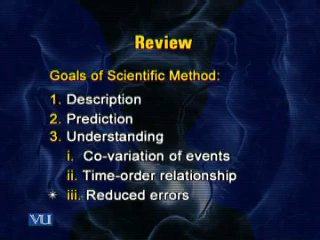 Review
Goals of Scientific Method:
1. Description
2. Prediction
3. Understanding
i. Co-variation of events
ii. Time-order relationship
✴ iii. Reduced errors
VU